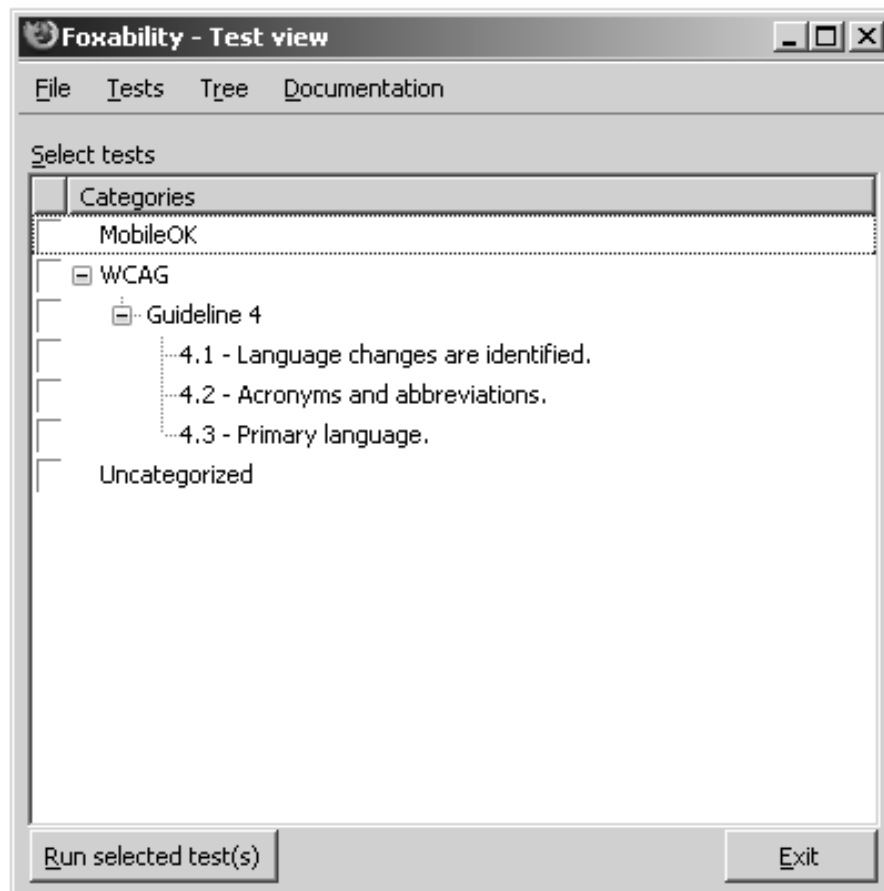 Foxability - Test view
File Tests Tree Documentation
Select tests
Categories
MobileOK
WCAG
Guideline 4
4.1 - Language changes are identified.
4.2 - Acronyms and abbreviations.
4.3 - Primary language.
Uncategorized
Run selected test(s) Exit